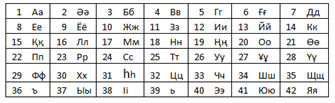 1 Аа 2 Әә 3 Бб 4 Вв 5 Гг 6 Ғғ 7 Дд
8 Ее 9 Ёё 10 Жж 11 Зз 12 Ии 13 Йй 14 Кк
15 Ққ 16 Лл 17 Мм 18 Нн 19 Ңң 20 Оо 21 Өө
22 Пп 23 Рр 24 Сс 25 Тт 26 Уу 27 Ұұ 28 Үү
29 Фф 30 Хх 31 һһ 32 Цц 33 Чч 34 Шш 35 Щщ
36 ъ 37 Ыы 38 Іі 39 ь 40 Ээ 41 Юю 42 Яя